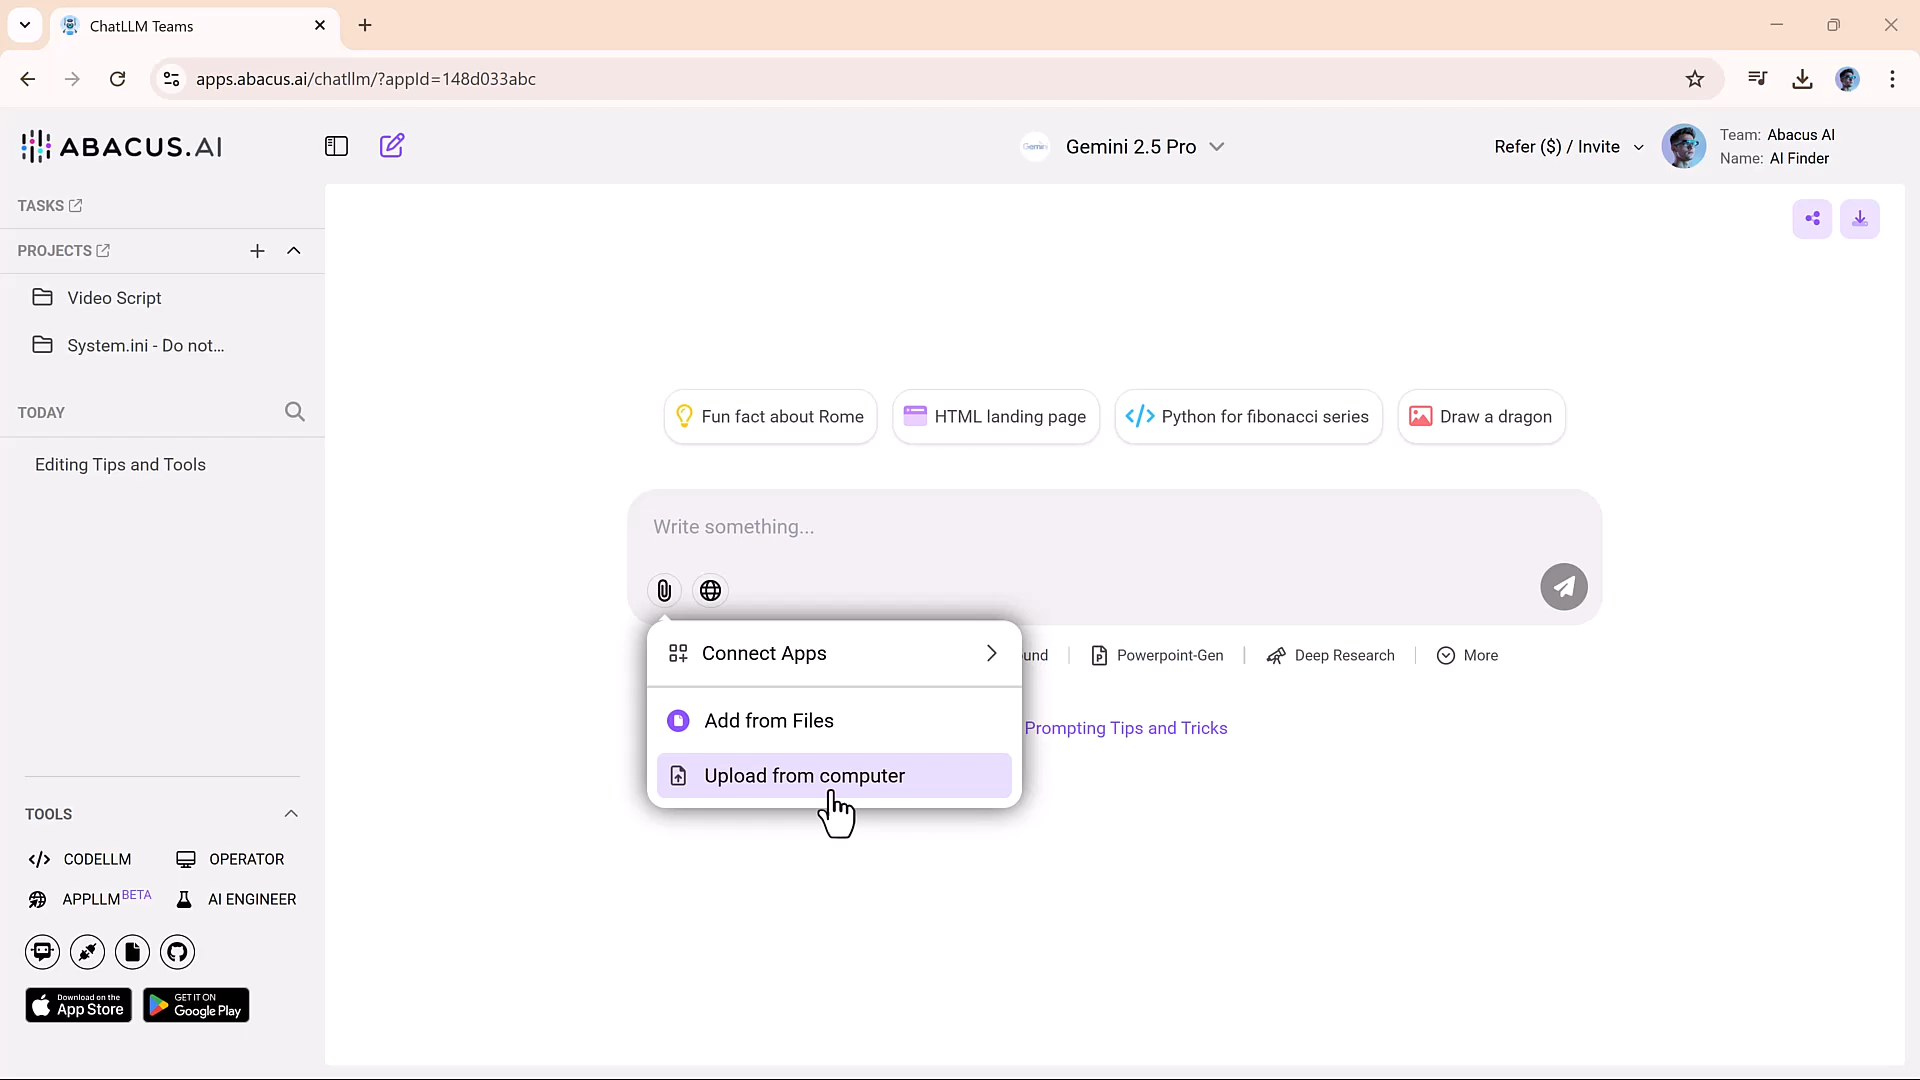 ChatLLM Teams
apps.abacus.ai/chatllm/?appId=148d033abc
ABACUS.AI
Gemini
Gemini 2.5 Pro
Refer ($) / Invite
Team: Abacus AI
Name: AI Finder
TASKS
PROJECTS
Video Script
System.ini - Do not...
TODAY
Editing Tips and Tools
Fun fact about Rome
HTML landing page
Python for fibonacci series
Draw a dragon
Write something...
Connect Apps
Add from Files
Upload from computer
und
Powerpoint-Gen
Deep Research
More
Prompting Tips and Tricks
TOOLS
CODELLM
OPERATOR
APPLLM BETA
AI ENGINEER
Download on the
App Store
GET IT ON
Google Play